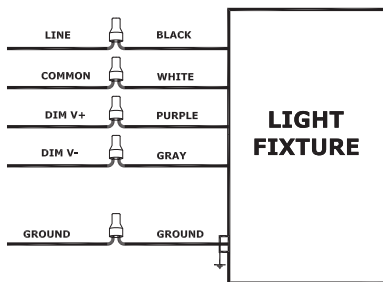 LINE BLACK
COMMON WHITE
DIM V+ PURPLE
DIM V- GRAY
GROUND GROUND
LIGHT
FIXTURE